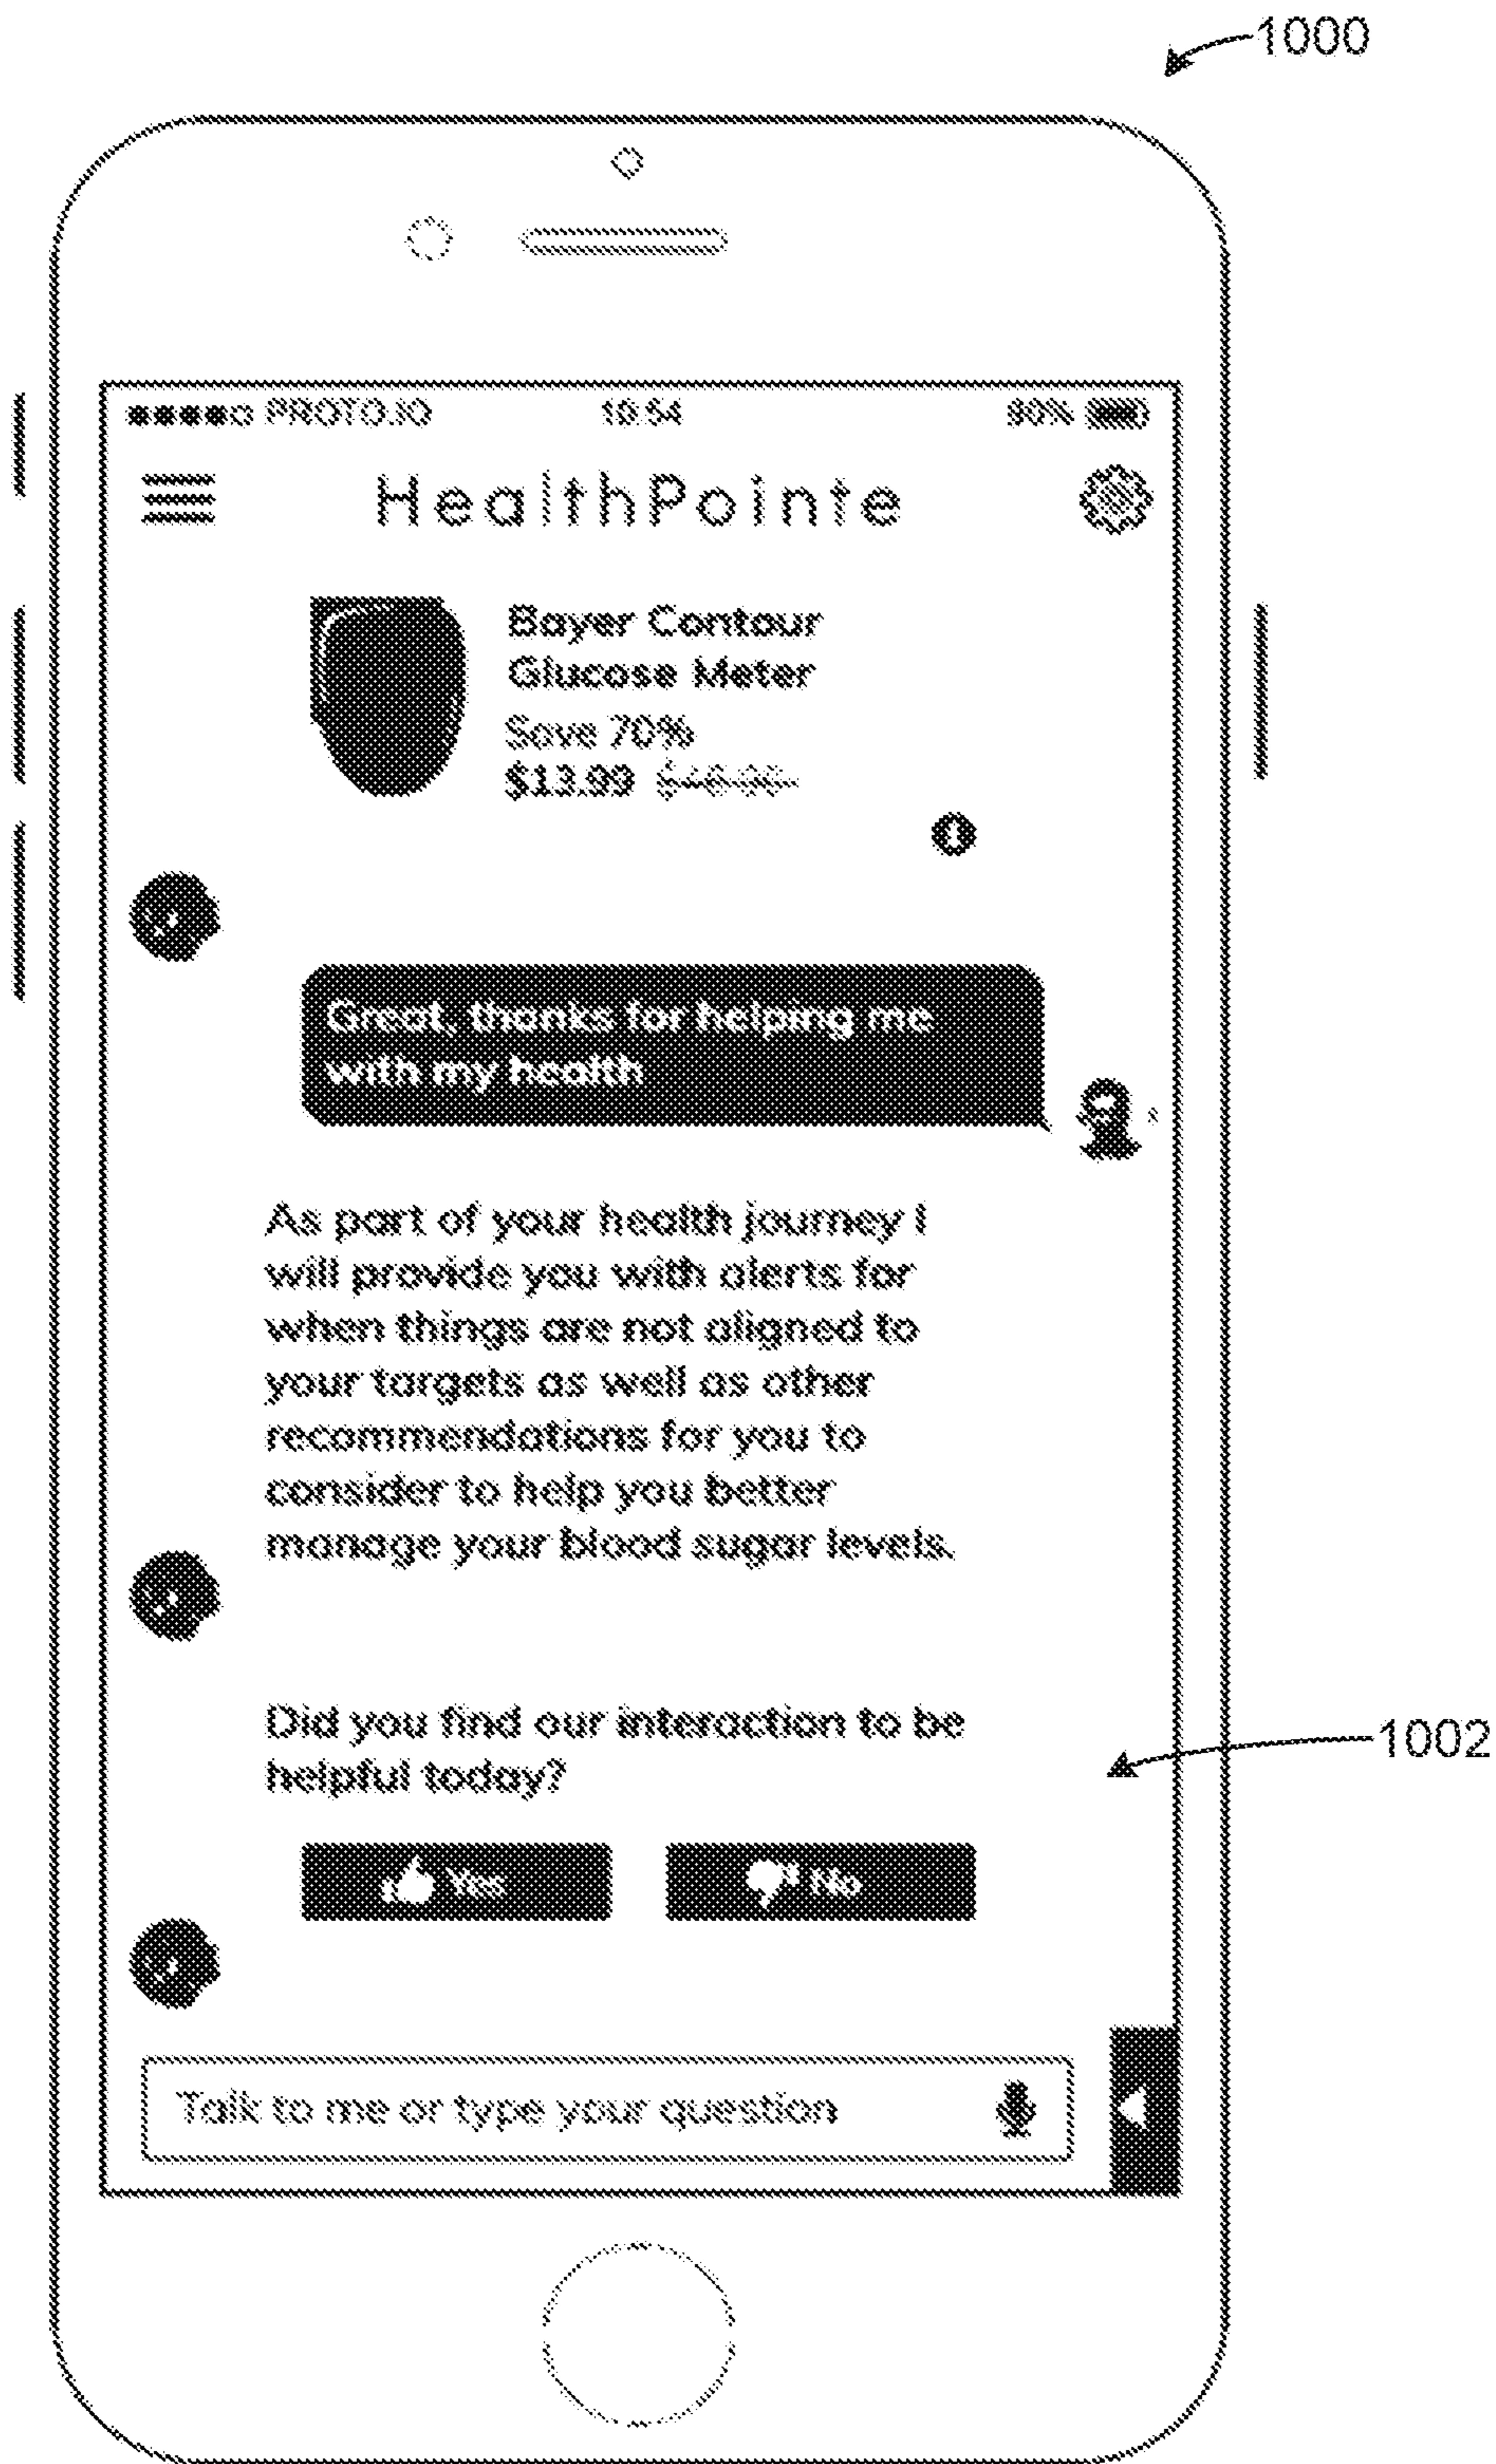 1000
PROTO.IO 10:54 80%
HealthPointe
Bayer Contour
Glucose Meter
Save 70%
$13.99
Great, thanks for helping me
with my health
As part of your health journey I
will provide you with alerts for
when things are not aligned to
your targets as well as other
recommendations for you to
consider to help you better
manage your blood sugar levels.
Did you find our interaction to be
helpful today?
1002
Yes No
Talk to me or type your question